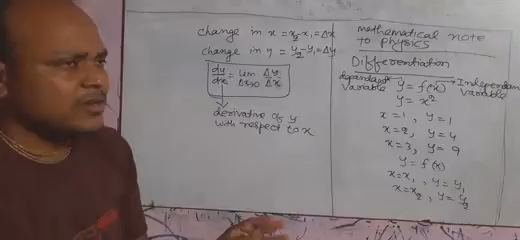 change in x = x₂-x₁ = Δx
change in y = y₂-y₁ = Δy
dy/dx = Lim Δx→0 Δy/Δx
derivative of y
with respect to x
mathematical note
to physics
Differentiation
dependant variable y = f(x) → Independan variable
y = x²
x = 1 , y = 1
x = 2, y = 4
x = 3, y = 9
y = f(x)
x = x₁ , y = y₁
x = x₂ , y = y₂